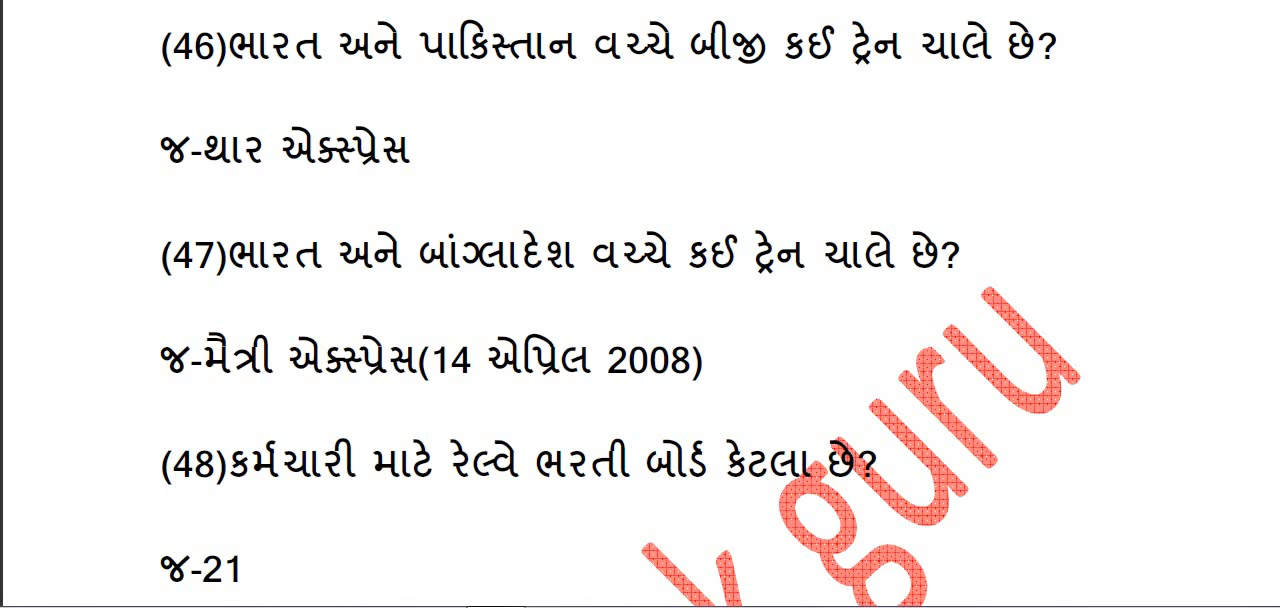 (46)ભારત અને પાકિસ્તાન વચ્ચે બીજી કઈ ટ્રેન ચાલે છે?
જ-થાર એક્સ્પ્રેસ
(47)ભારત અને બાંગ્લાદેશ વચ્ચે કઈ ટ્રેન ચાલે છે?
જ-મૈત્રી એક્સ્પ્રેસ(14 એપ્રિલ 2008)
(48)કર્મચારી માટે રેલ્વે ભરતી બોર્ડ કેટલા છે?
જ-21
k guru